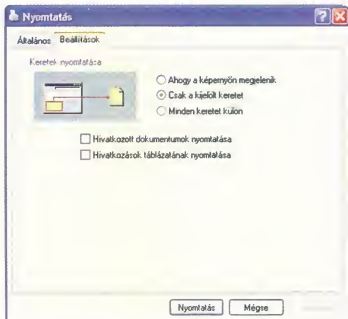 Nyomtatás
Általános Beállítások
Keretek nyomtatása
Ahogy a képernyőn megjelenik
Csak a kijelölt keretet
Minden keretet külön
Hivatkozott dokumentumok nyomtatása
Hivatkozások táblázatának nyomtatása
Nyomtatás Mégse